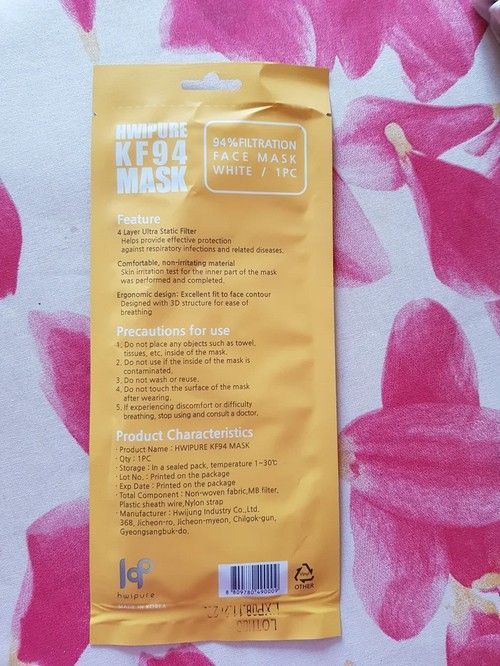 HWIPURE
KF94
MASK
94%FILTRATION
FACE MASK
WHITE / 1PC
Feature
4 Layer Ultra Static Filter
Helps provide effective protection
against respiratory infections and related diseases.
Comfortable, non-irritating material
Skin irritation test for the inner part of the mask
was performed and completed.
Ergonomic design: Excellent fit to face contour
Designed with 3D structure for ease of
breathing
Precautions for use
1. Do not place any objects such as towel,
tissues, etc, inside of the mask.
2. Do not use if the inside of the mask is
contaminated.
3. Do not wash or reuse.
4. Do not touch the surface of the mask
after wearing.
5. If experiencing discomfort or difficulty
breathing, stop using and consult a doctor.
Product Characteristics
· Product Name : HWIPURE KF94 MASK
· Qty : 1PC
· Storage : In a sealed pack, temperature 1~30℃
· Lot No, : Printed on the package
· Exp Date : Printed on the package
· Total Component : Non-woven fabric,MB filter,
Plastic sheath wire,Nylon strap
· Manufacturer : Hwijung Industry Co.,Ltd.
368, Jicheon-ro, Jicheon-myeon, Chilgok-gun,
Gyeongsangbuk-do.
hwipure
MADE IN KOREA
8 809780 490009
OTHER